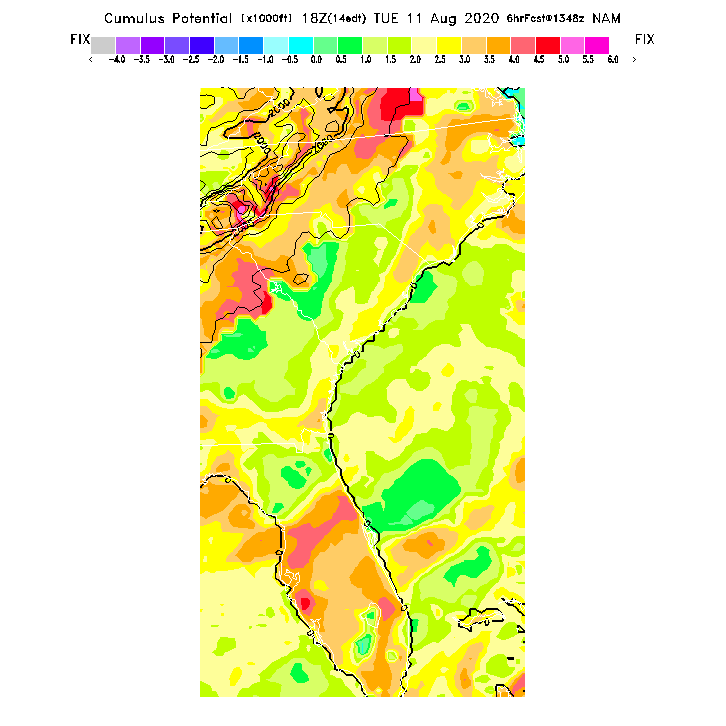 Cumulus Potential [x1000ft] 18Z(14edt) TUE 11 Aug 2020 6hrFcst@1348z NAM
FIX FIX
< -4.0 -3.5 -3.0 -2.5 -2.0 -1.5 -1.0 -0.5 0.0 0.5 1.0 1.5 2.0 2.5 3.0 3.5 4.0 4.5 5.0 5.5 6.0 >
2000
2000